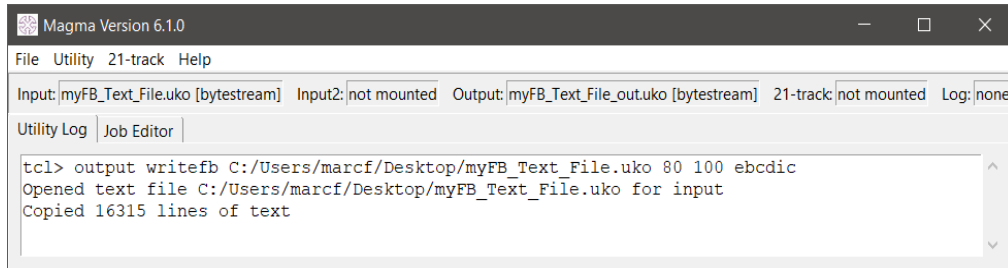 Magma Version 6.1.0
File Utility 21-track Help
Input: myFB_Text_File.uko [bytestream] Input2: not mounted Output: myFB_Text_File_out.uko [bytestream] 21-track: not mounted Log: none
Utility Log Job Editor
tcl> output writefb C:/Users/marcf/Desktop/myFB_Text_File.uko 80 100 ebcdic
Opened text file C:/Users/marcf/Desktop/myFB_Text_File.uko for input
Copied 16315 lines of text